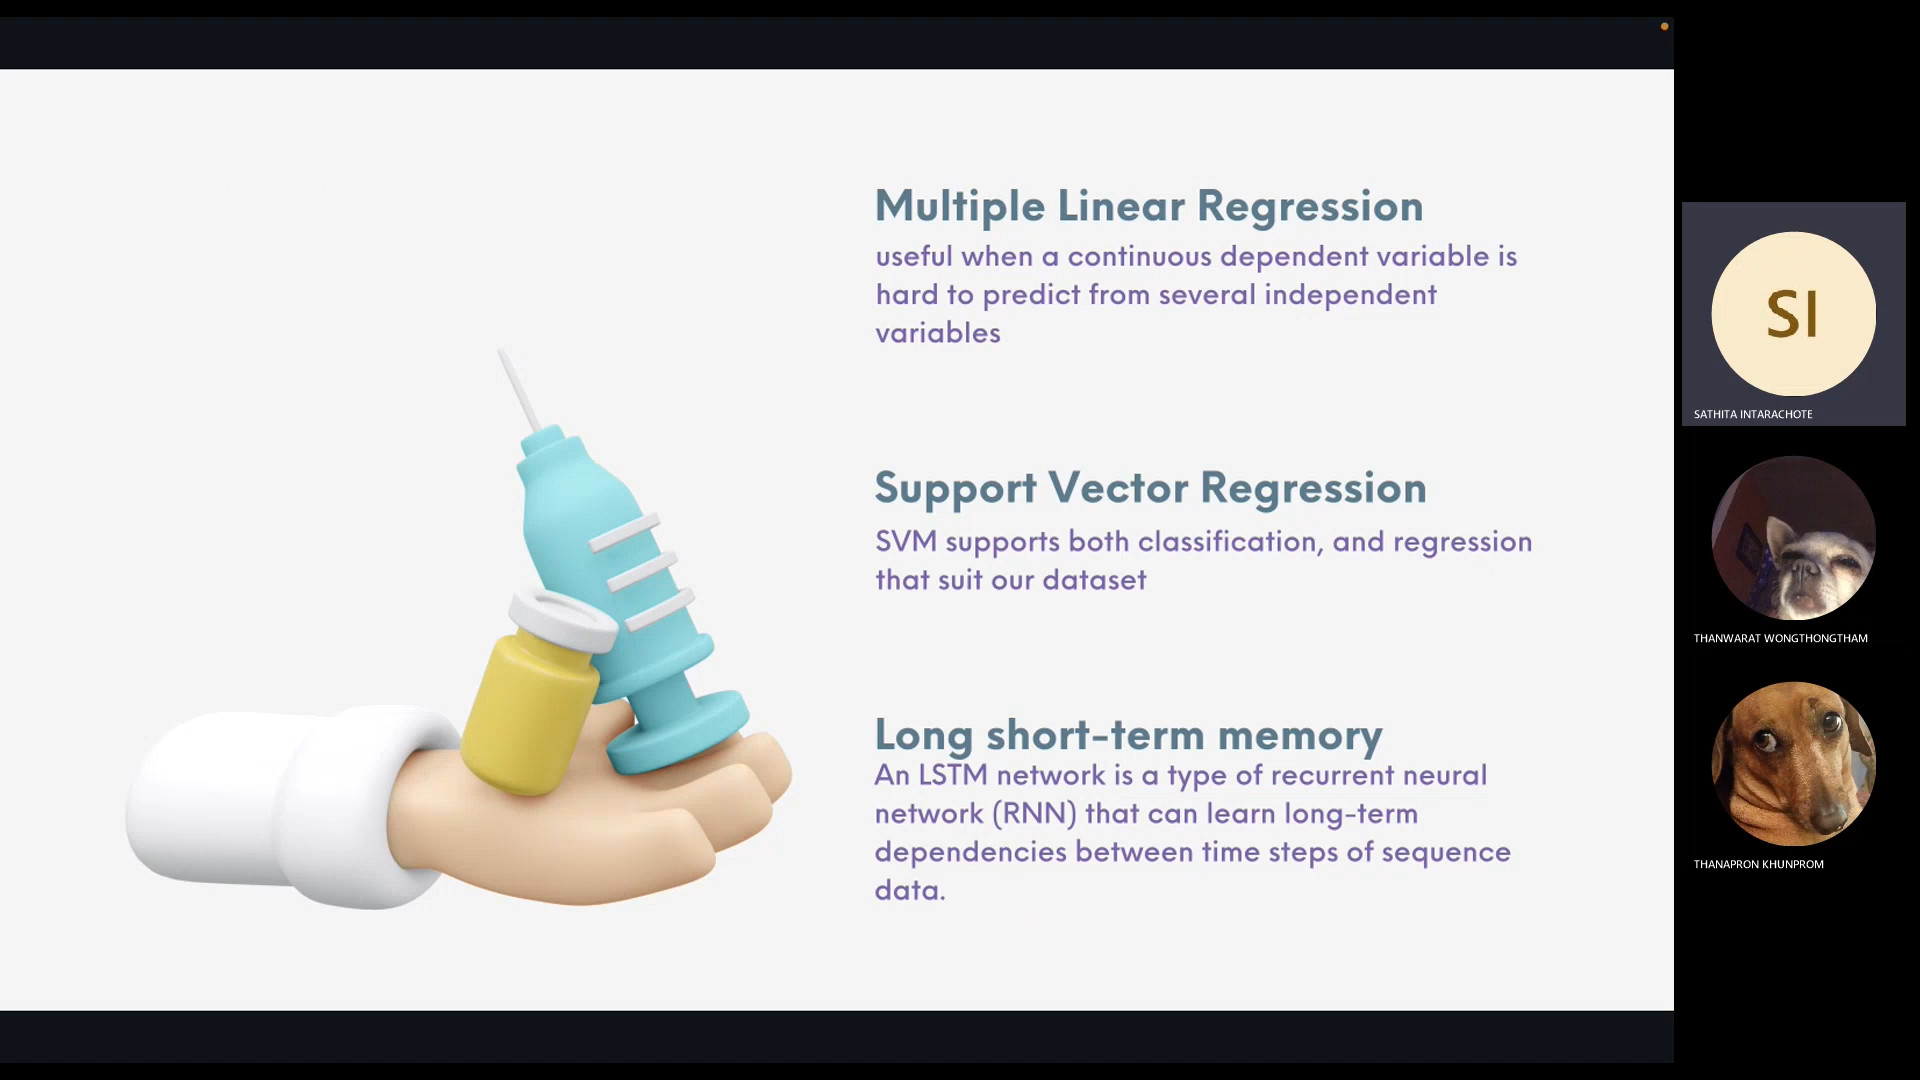 Multiple Linear Regression
useful when a continuous dependent variable is
hard to predict from several independent
variables
Support Vector Regression
SVM supports both classification, and regression
that suit our dataset
Long short-term memory
An LSTM network is a type of recurrent neural
network (RNN) that can learn long-term
dependencies between time steps of sequence
data.
SI
SATHITA INTARACHOTE
THANWARAT WONGTHONGTHAM
THANAPRON KHUNPROM